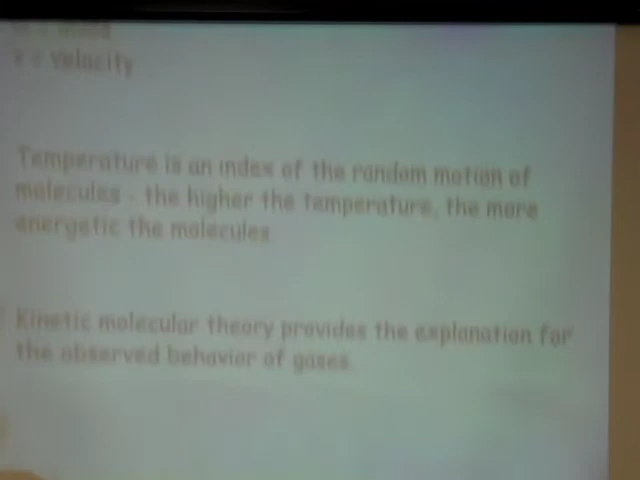 v = velocity
Temperature is an index of the random motion of
molecules - the higher the temperature, the more
energetic the molecules
Kinetic molecular theory provides the explanation for
the observed behavior of gases.